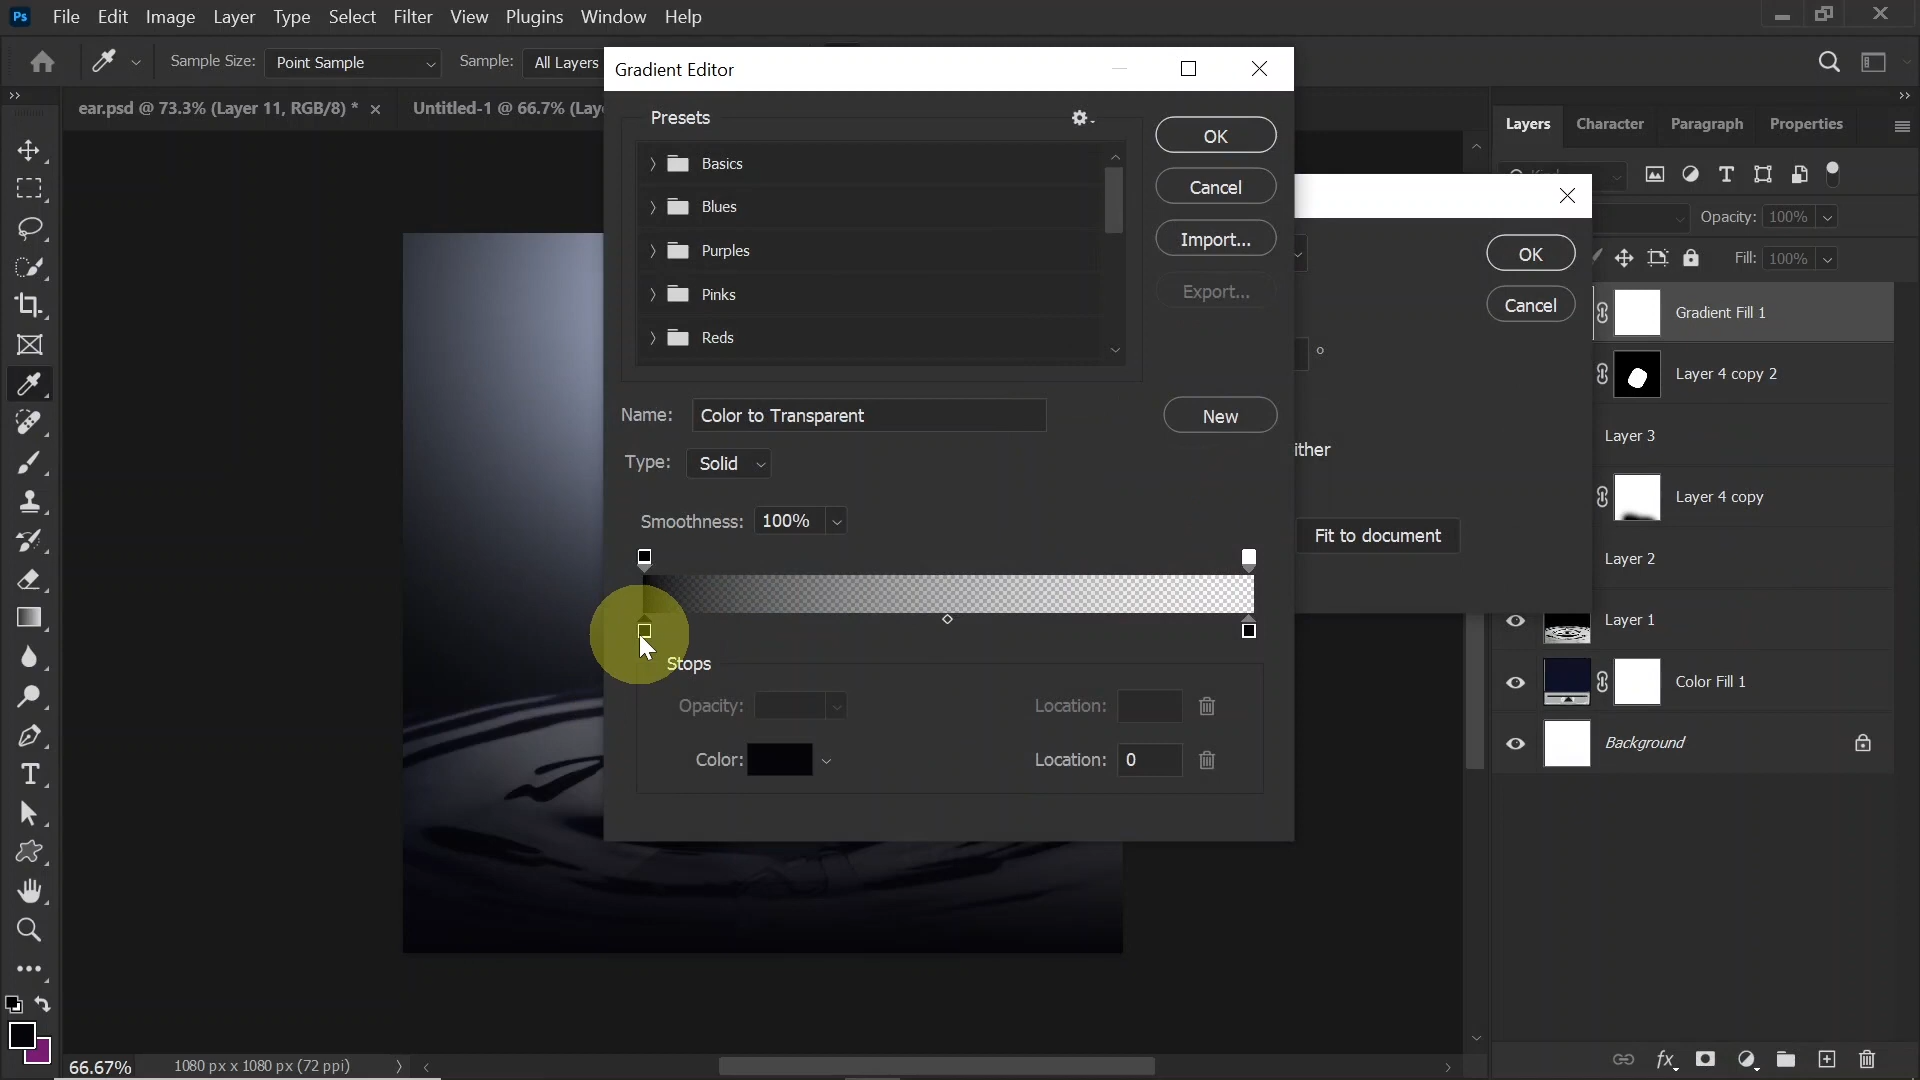 Ps File Edit Image Layer Type Select Filter View Plugins Window Help
Sample Size: Point Sample Sample: All Layers
ear.psd @ 73.3% (Layer 11, RGB/8) * Untitled-1 @ 66.7% (Laye
Gradient Editor
Presets
Basics
Blues
Purples
Pinks
Reds
OK
Cancel
Import...
Export...
Name: Color to Transparent
New
Type: Solid
Smoothness: 100%
Stops
Opacity: Location:
Color: Location: 0
OK
Cancel
ither
Fit to document
Layers Character Paragraph Properties
Opacity: 100%
Fill: 100%
Gradient Fill 1
Layer 4 copy 2
Layer 3
Layer 4 copy
Layer 2
Layer 1
Color Fill 1
Background
fx
66.67% 1080 px x 1080 px (72 ppi)